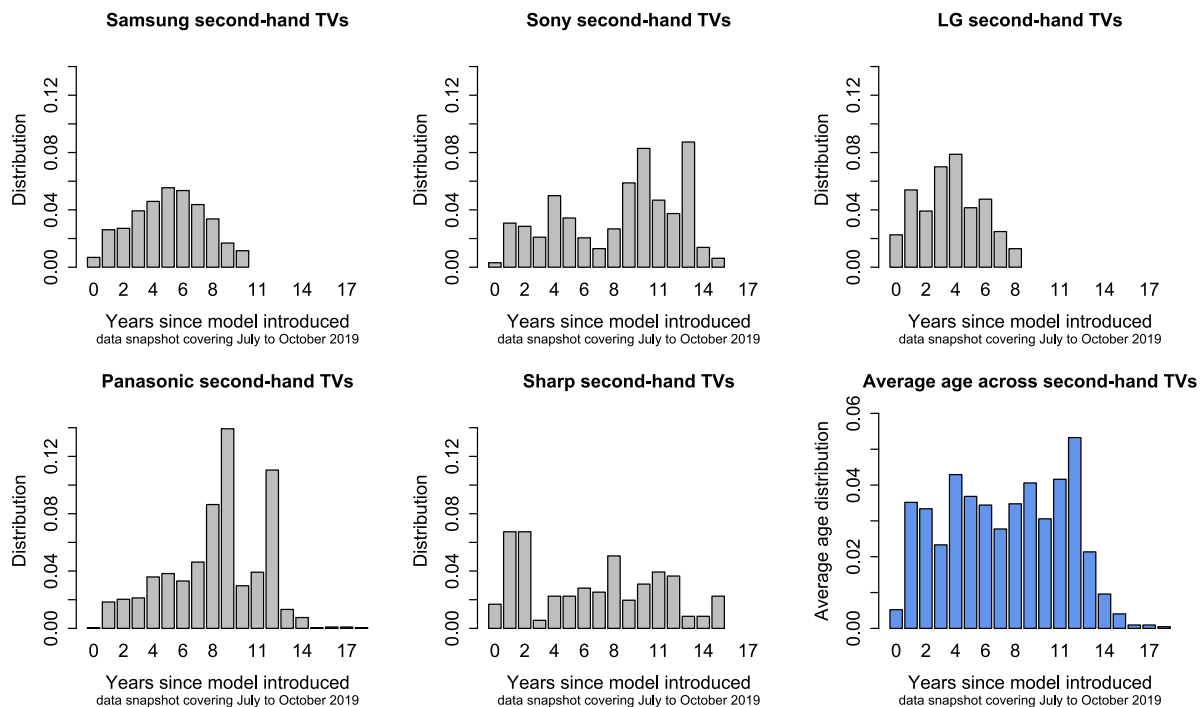 Samsung second-hand TVs
Distribution
0.00 0.04 0.08 0.12
0 2 4 6 8 11 14 17
Years since model introduced
data snapshot covering July to October 2019
Sony second-hand TVs
Distribution
0.00 0.04 0.08 0.12
0 2 4 6 8 11 14 17
Years since model introduced
data snapshot covering July to October 2019
LG second-hand TVs
Distribution
0.00 0.04 0.08 0.12
0 2 4 6 8 11 14 17
Years since model introduced
data snapshot covering July to October 2019
Panasonic second-hand TVs
Distribution
0.00 0.04 0.08 0.12
0 2 4 6 8 11 14 17
Years since model introduced
data snapshot covering July to October 2019
Sharp second-hand TVs
Distribution
0.00 0.04 0.08 0.12
0 2 4 6 8 11 14 17
Years since model introduced
data snapshot covering July to October 2019
Average age across second-hand TVs
Average age distribution
0.00 0.02 0.04 0.06
0 2 4 6 8 11 14 17
Years since model introduced
data snapshot covering July to October 2019